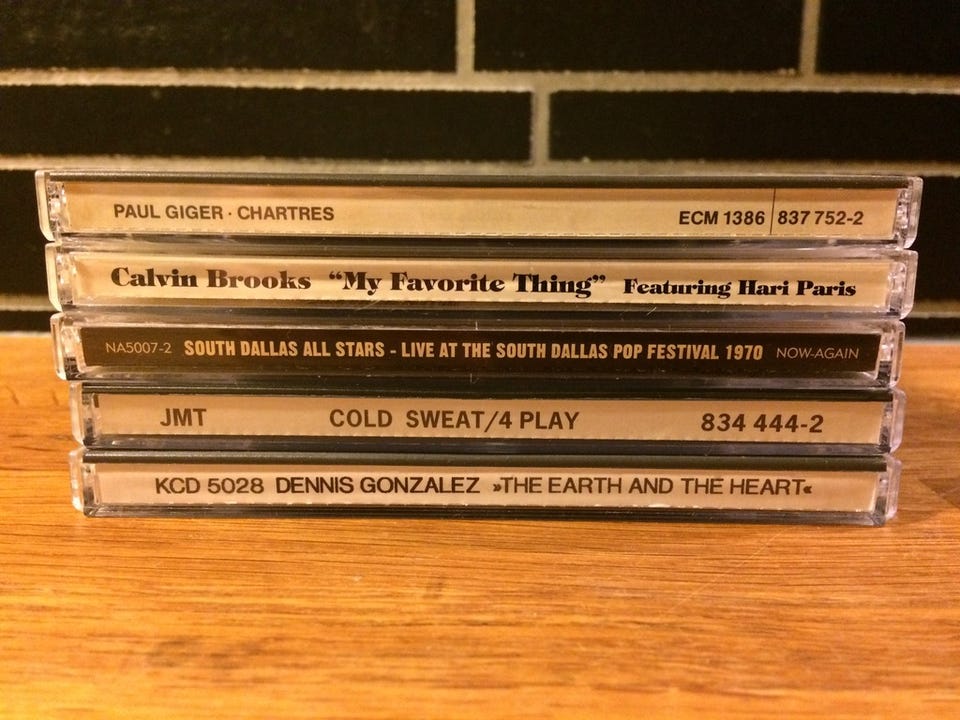 PAUL GIGER · CHARTRES ECM 1386 | 837 752-2
Calvin Brooks “My Favorite Thing” Featuring Hari Paris
NA5007-2 SOUTH DALLAS ALL STARS - LIVE AT THE SOUTH DALLAS POP FESTIVAL 1970 NOW-AGAIN
JMT COLD SWEAT/4 PLAY 834 444-2
KCD 5028 DENNIS GONZALEZ »THE EARTH AND THE HEART«